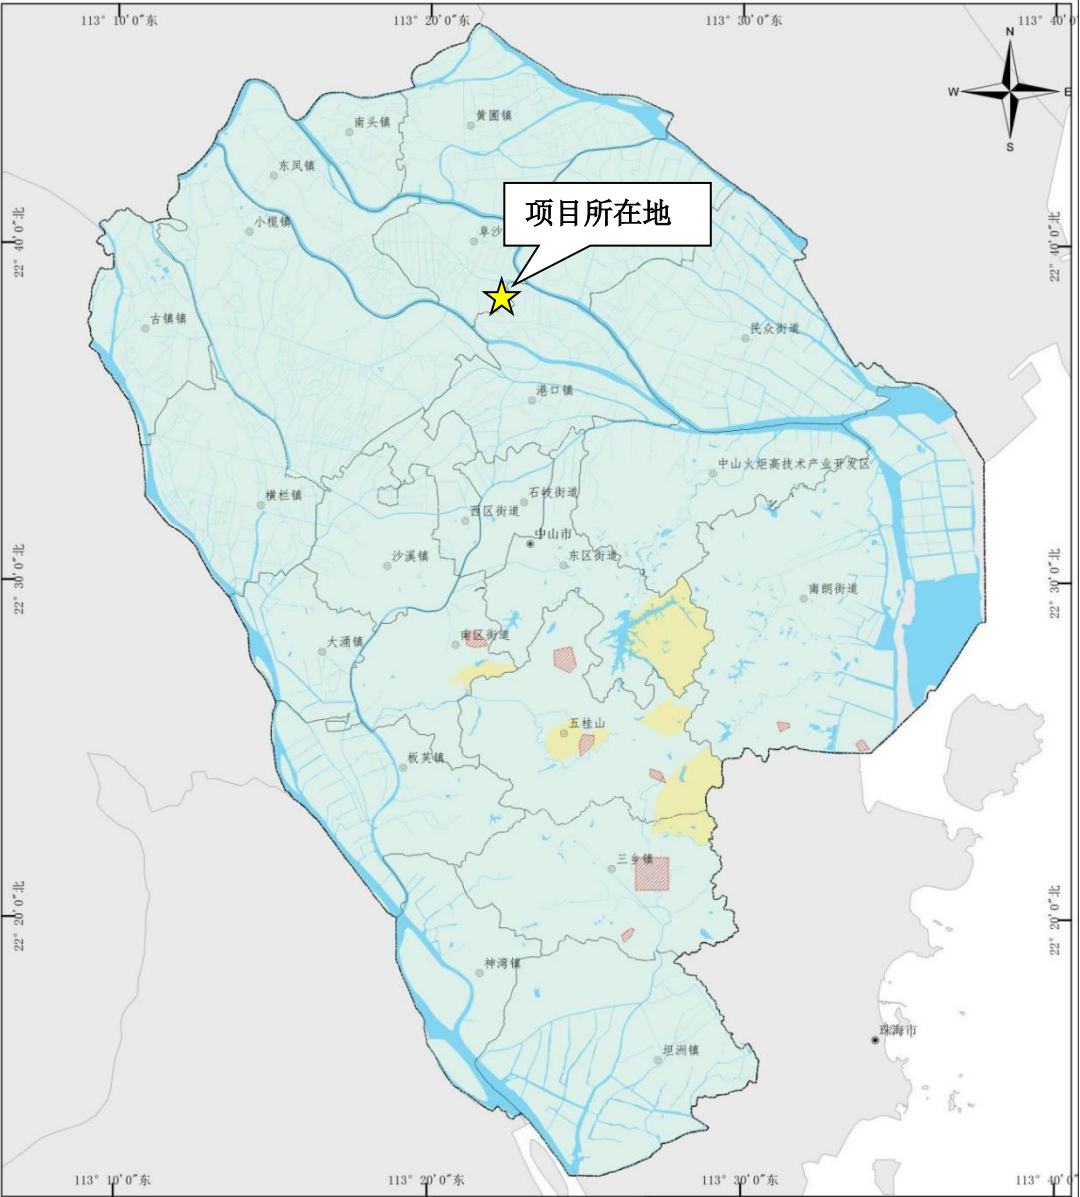 113° 10′0″东
113° 20′0″东
113° 30′0″东
113° 40′0
N
W
E
S
南头镇
黄圃镇
东凤镇
项目所在地
小榄镇
阜沙
22° 40′0″北
22° 40′0″北
古镇镇
民众街道
港口镇
中山火炬高技术产业开发区
横栏镇
石岐街道
西区街道
中山市
沙溪镇
东区街道
22° 30′0″北
22° 30′0″北
南朗街道
大涌镇
南区街道
五桂山
板芙镇
三乡镇
22° 20′0″北
22° 20′0″北
神湾镇
珠海市
坦洲镇
113° 10′0″东
113° 20′0″东
113° 30′0″东
113° 40′0